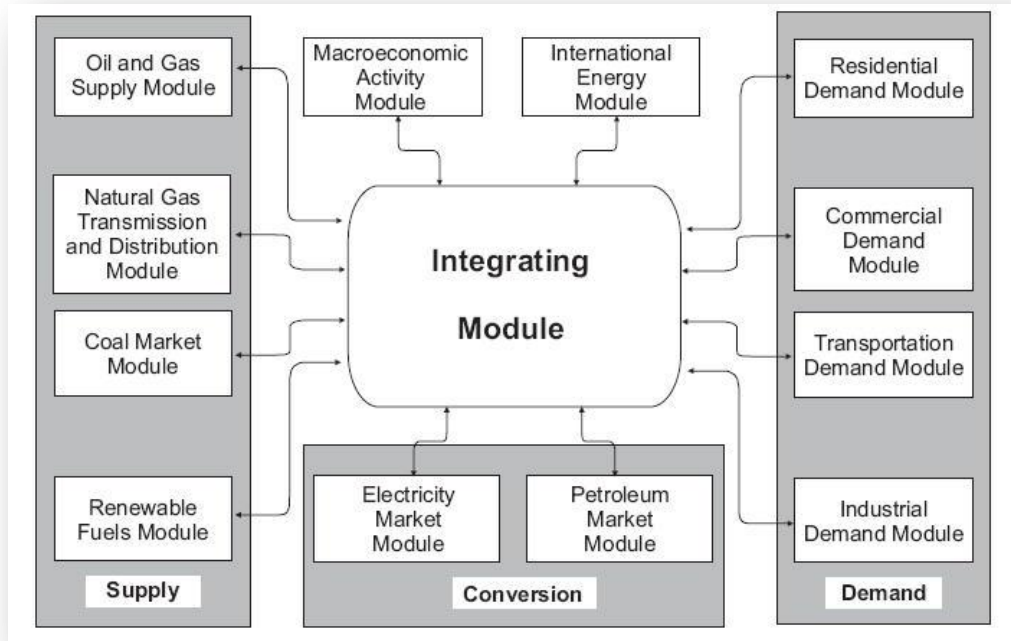 Oil and Gas
Supply Module
Macroeconomic
Activity
Module
International
Energy
Module
Residential
Demand Module
Natural Gas
Transmission
and Distribution
Module
Integrating
Module
Commercial
Demand
Module
Coal Market
Module
Transportation
Demand Module
Renewable
Fuels Module
Electricity
Market
Module
Petroleum
Market
Module
Industrial
Demand Module
Supply
Conversion
Demand